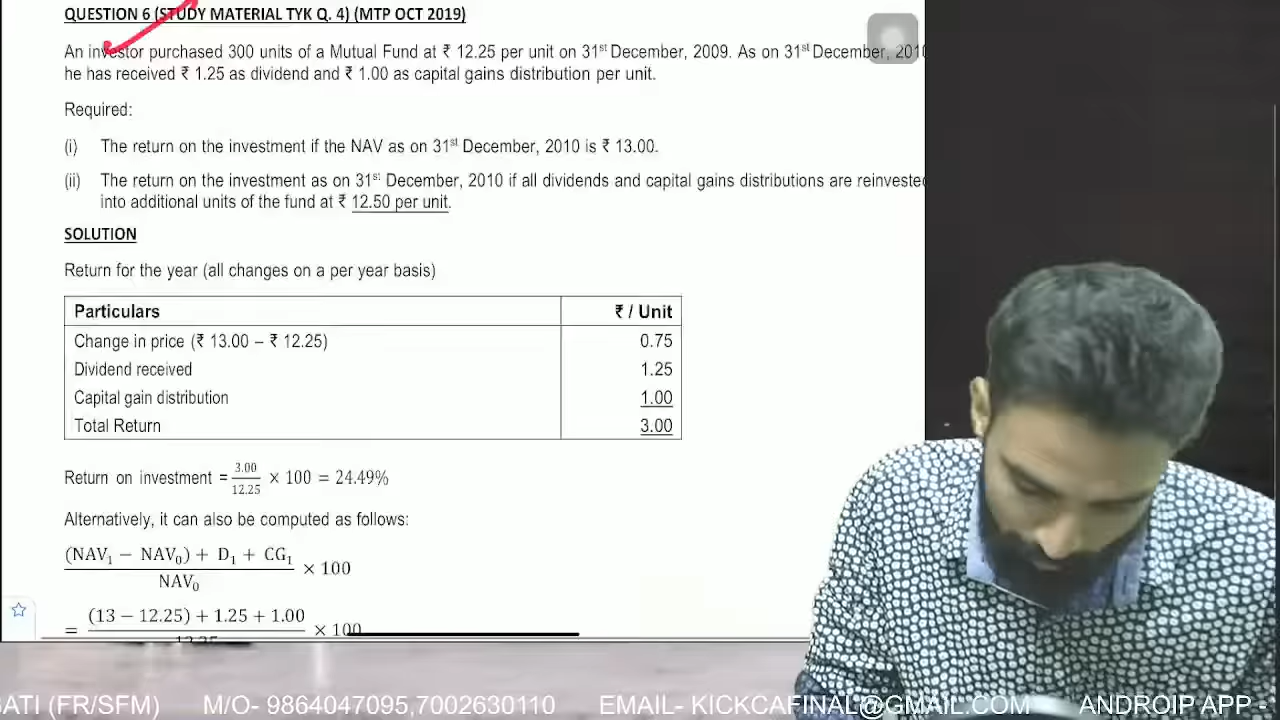 QUESTION 6 (STUDY MATERIAL TYK Q. 4) (MTP OCT 2019)
An investor purchased 300 units of a Mutual Fund at ₹ 12.25 per unit on 31st December, 2009. As on 31st December, 2010
he has received ₹ 1.25 as dividend and ₹ 1.00 as capital gains distribution per unit.
Required:
(i) The return on the investment if the NAV as on 31st December, 2010 is ₹ 13.00.
(ii) The return on the investment as on 31st December, 2010 if all dividends and capital gains distributions are reinvested
into additional units of the fund at ₹ 12.50 per unit.
SOLUTION
Return for the year (all changes on a per year basis)
Particulars ₹ / Unit
Change in price (₹ 13.00 – ₹ 12.25) 0.75
Dividend received 1.25
Capital gain distribution 1.00
Total Return 3.00
Return on investment = 3.00/12.25 × 100 = 24.49%
Alternatively, it can also be computed as follows:
(NAV₁ − NAV₀) + D₁ + CG₁
× 100
NAV₀
(13 − 12.25) + 1.25 + 1.00
= × 100
12.25
ATI (FR/SFM) M/O- 9864047095,7002630110 EMAIL- KICKCAFINAL@GMAIL.COM ANDROIP APP -